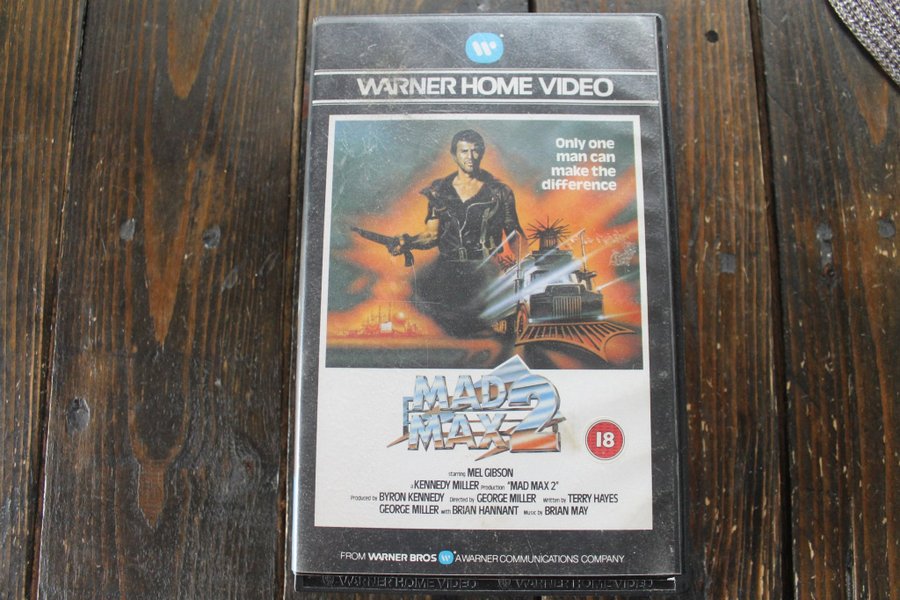 WARNER HOME VIDEO
Only one
man can
make the
difference
MAD
MAX 2
18
starring MEL GIBSON
A KENNEDY MILLER Production "MAD MAX 2"
Produced by BYRON KENNEDY Directed by GEORGE MILLER Written by TERRY HAYES
GEORGE MILLER with BRIAN HANNANT Music by BRIAN MAY
FROM WARNER BROS A WARNER COMMUNICATIONS COMPANY
WARNER HOME VIDEO WARNER HOME VIDEO